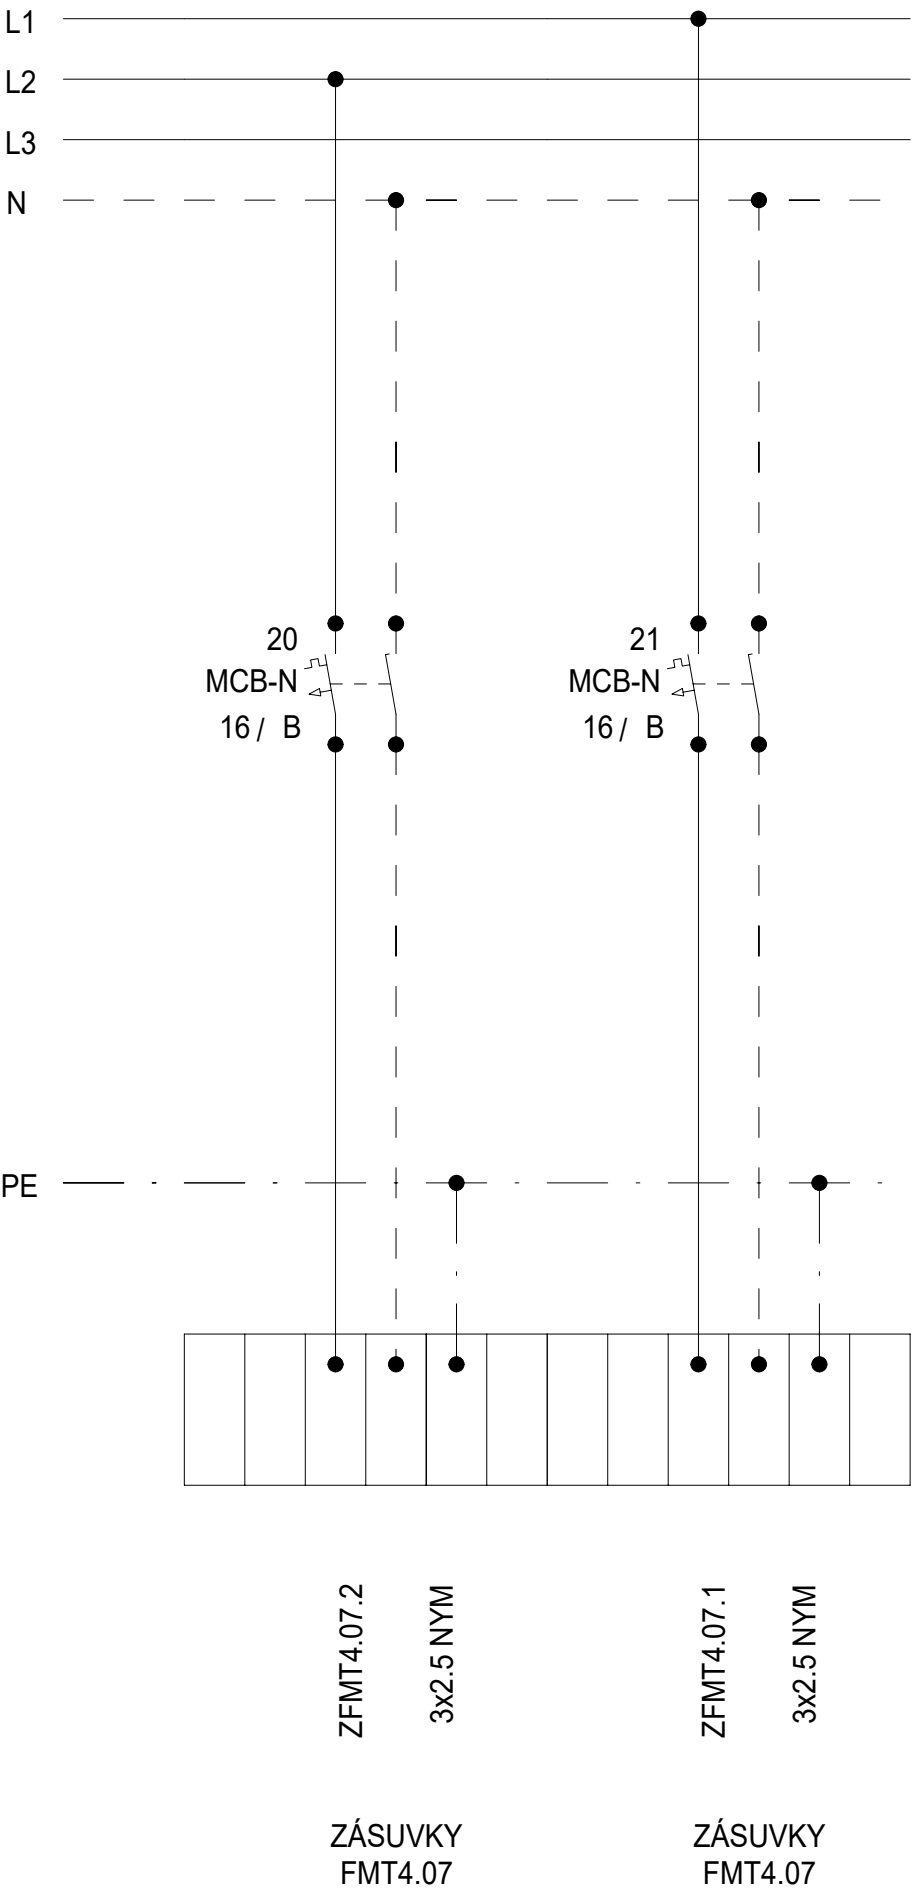 L1
L2
L3
N
20
MCB-N
16 / B
21
MCB-N
16 / B
PE
ZFMT4.07.2
3x2.5 NYM
ZFMT4.07.1
3x2.5 NYM
ZÁSUVKY
FMT4.07
ZÁSUVKY
FMT4.07